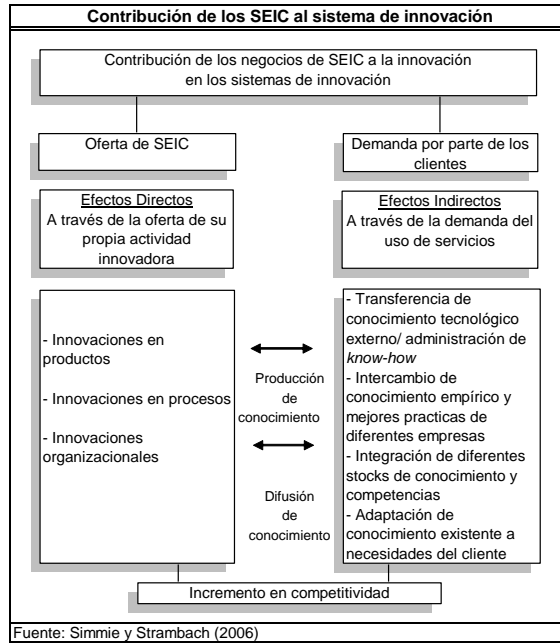 Contribución de los SEIC al sistema de innovación
Contribución de los negocios de SEIC a la innovación
en los sistemas de innovación
Oferta de SEIC
Demanda por parte de los
clientes
Efectos Directos
A través de la oferta de su
propia actividad
innovadora
Efectos Indirectos
A través de la demanda del
uso de servicios
- Innovaciones en
productos
- Innovaciones en procesos
- Innovaciones
organizacionales
Producción
de
conocimiento
Difusión
de
conocimiento
- Transferencia de
conocimiento tecnológico
externo/ administración de
know-how
- Intercambio de
conocimiento empírico y
mejores practicas de
diferentes empresas
- Integración de diferentes
stocks de conocimiento y
competencias
- Adaptación de
conocimiento existente a
necesidades del cliente
Incremento en competitividad
Fuente: Simmie y Strambach (2006)